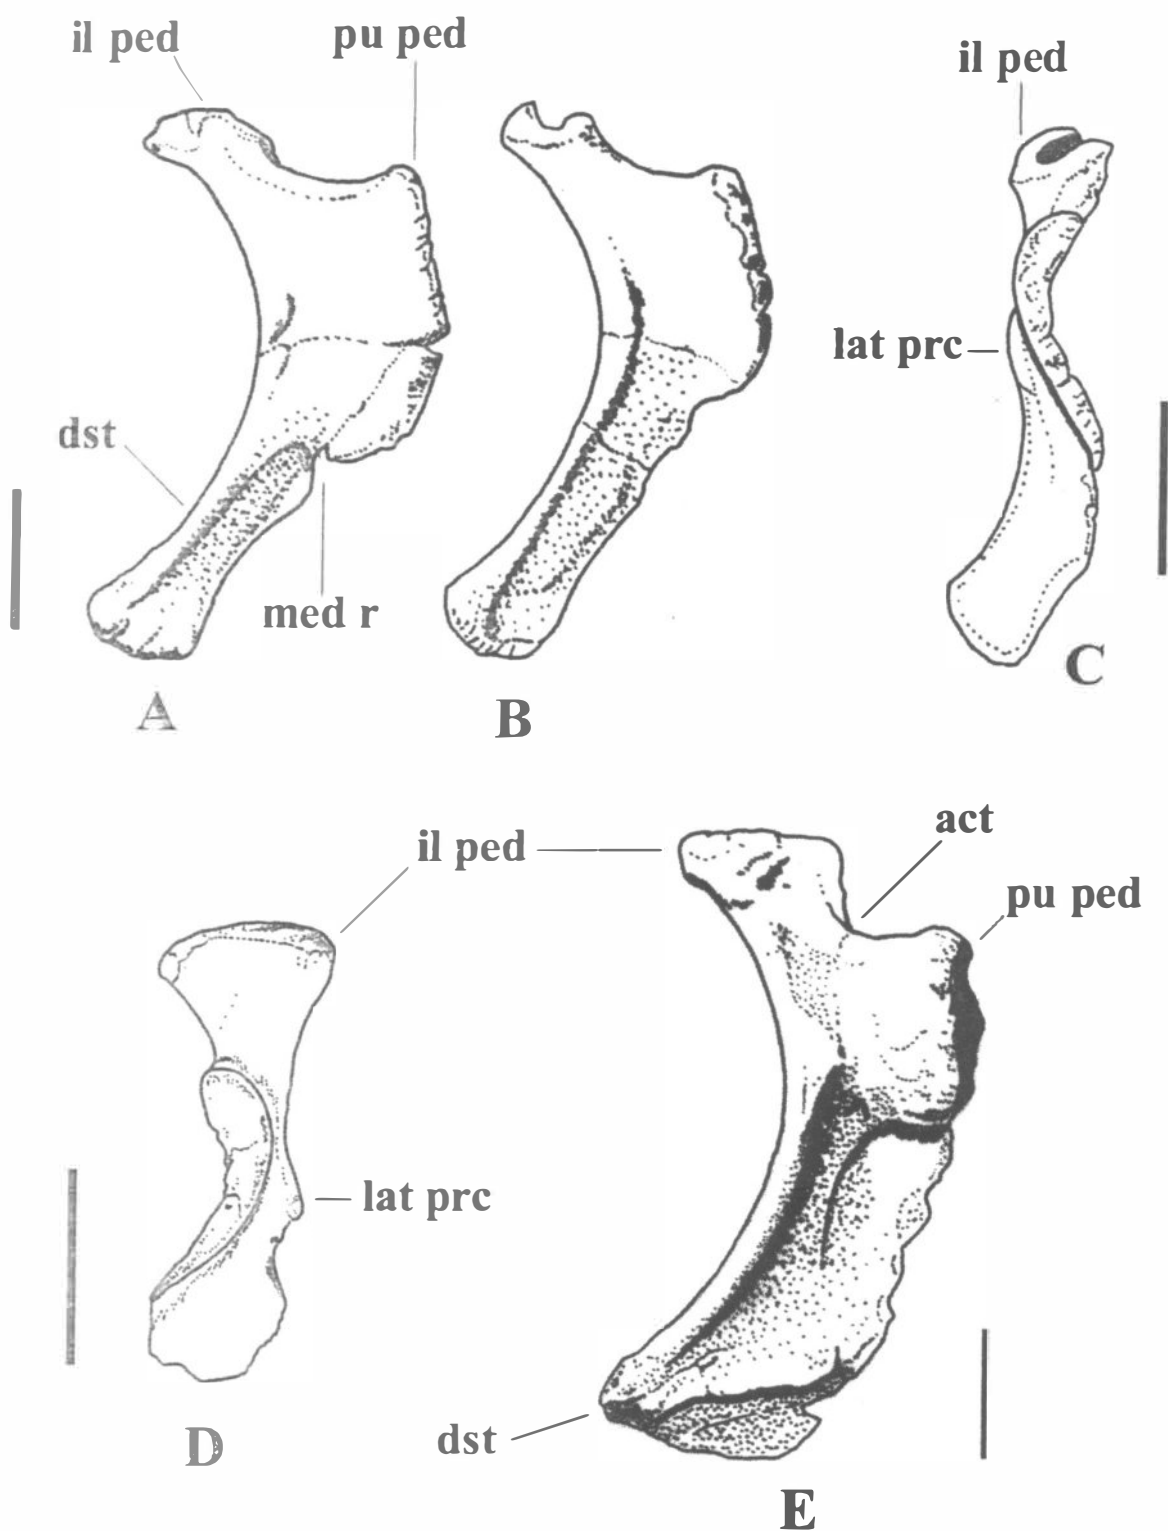 il ped
pu ped
il ped
lat prc
dst
med r
A
B
C
il ped
act
pu ped
lat prc
dst
D
E